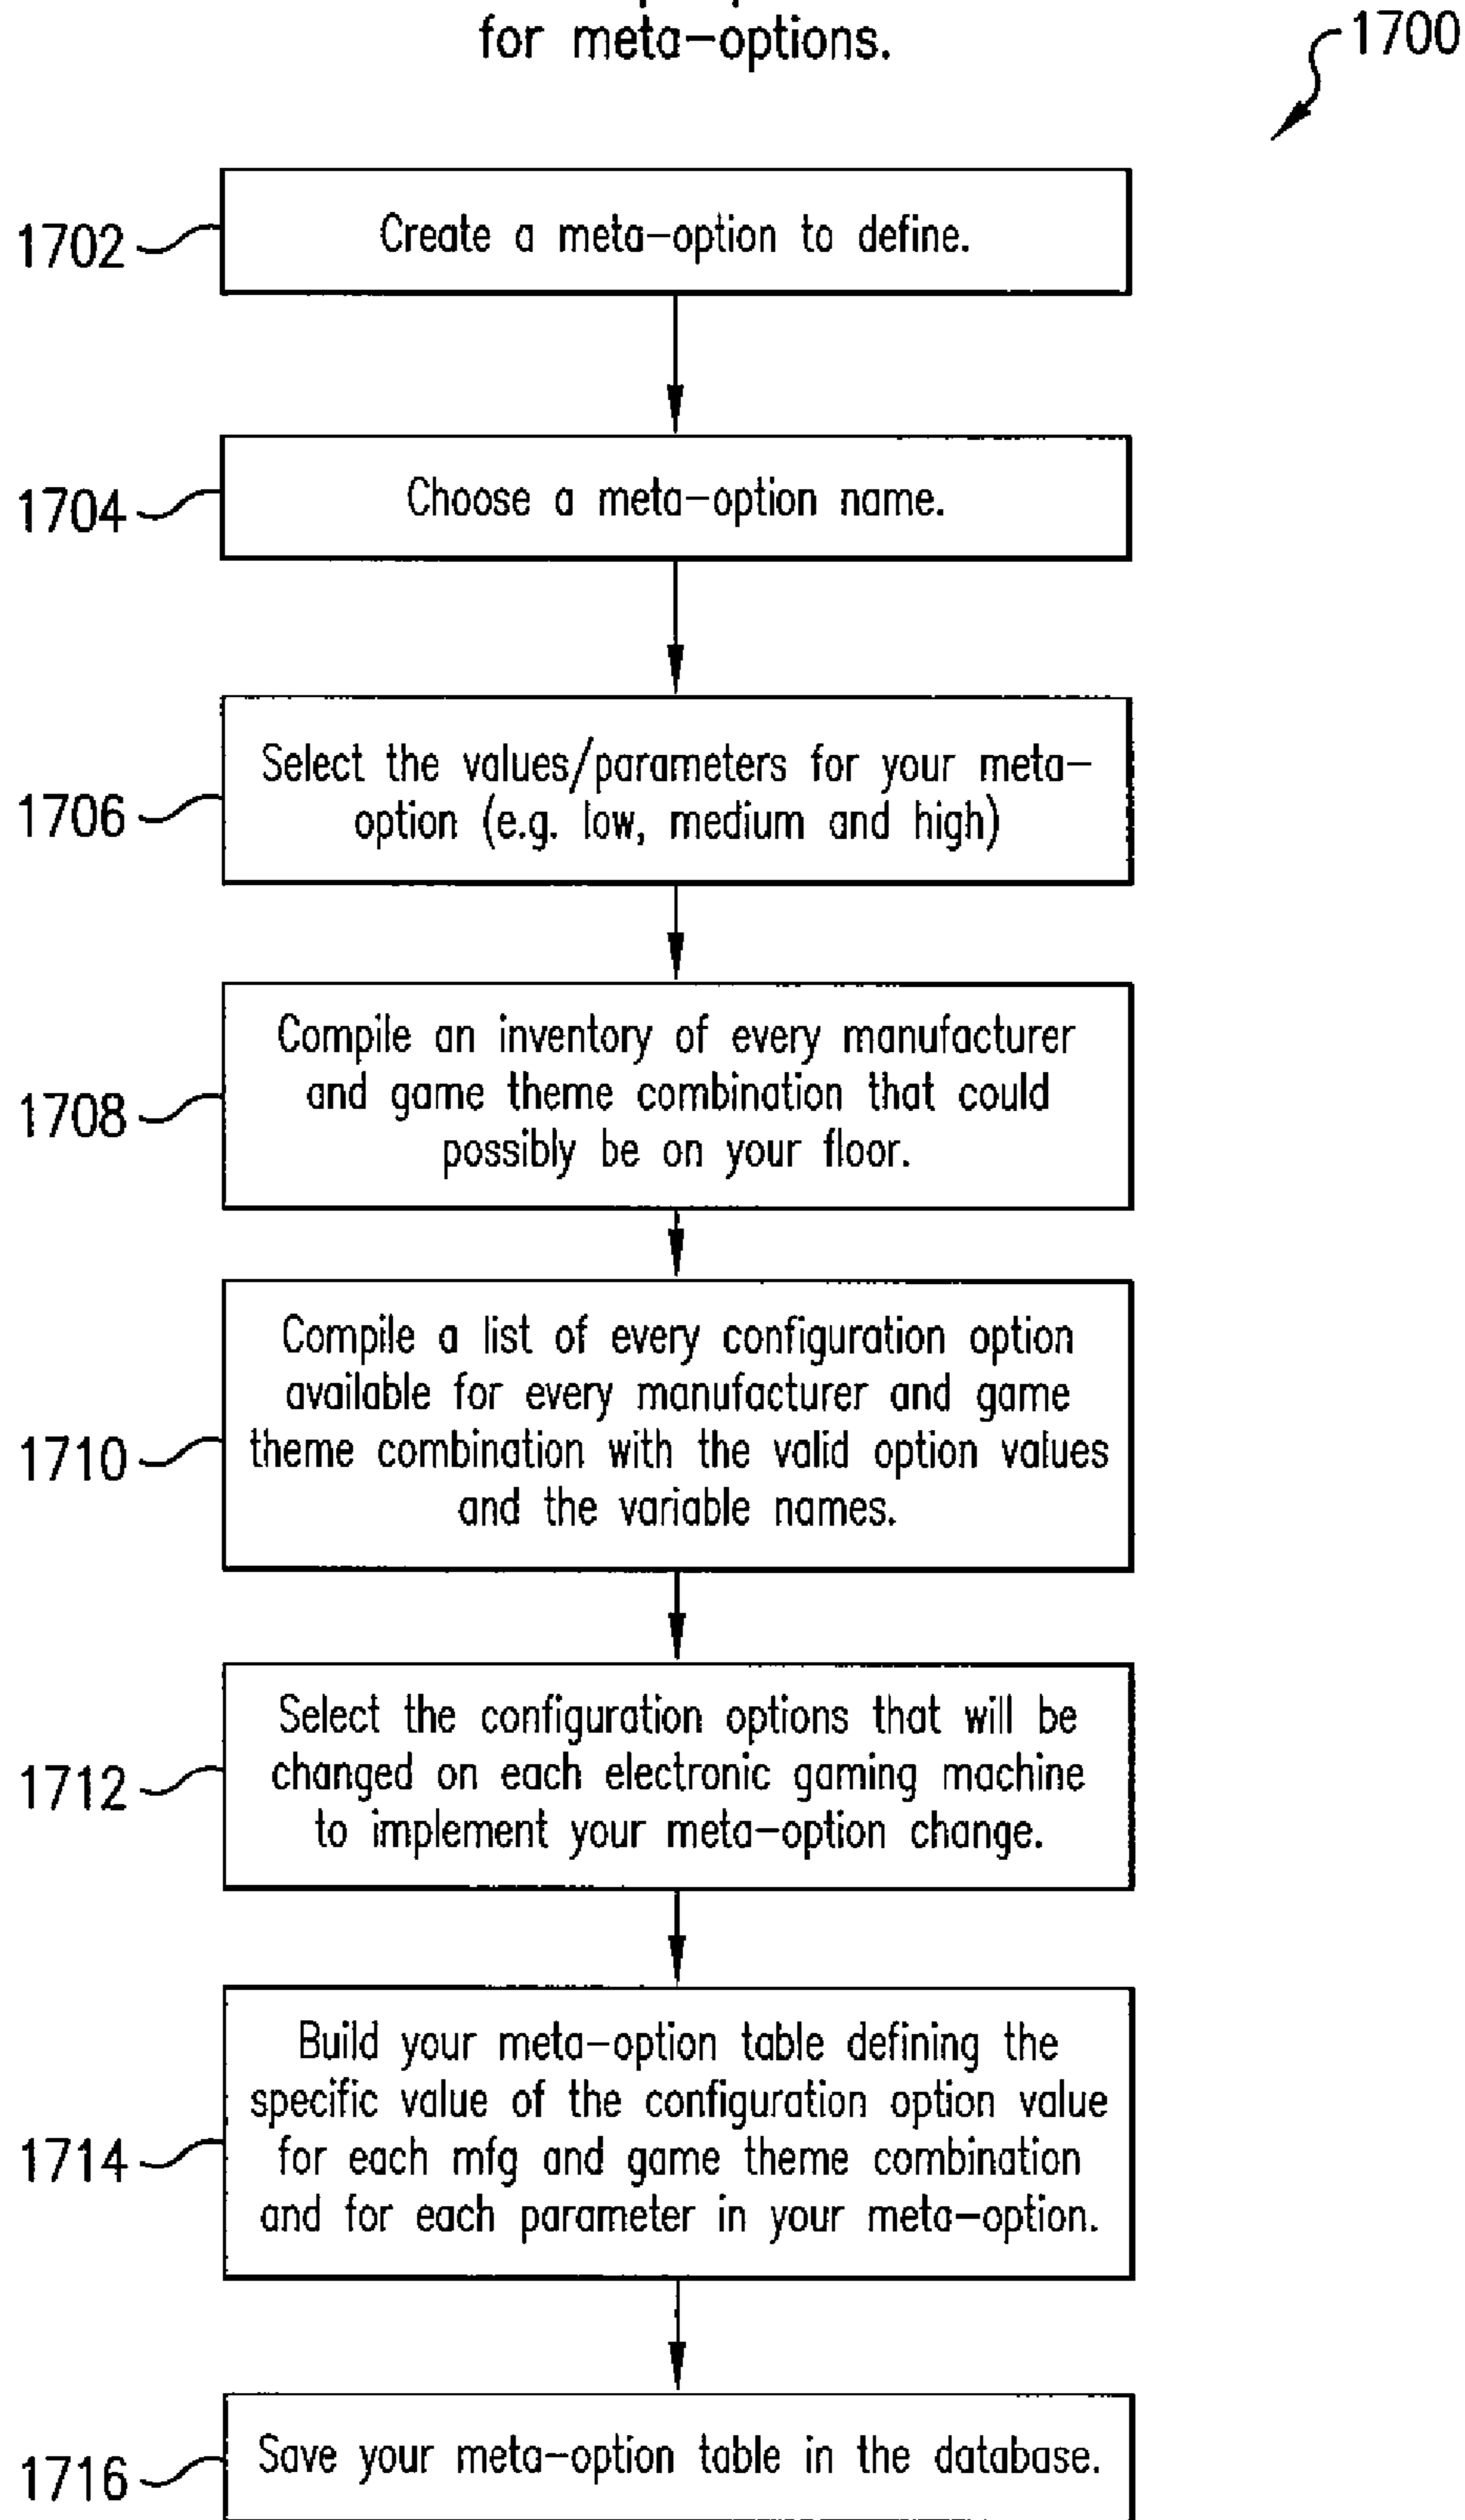 for meta-options.
1700
1702
Create a meta-option to define.
1704
Choose a meta-option name.
1706
Select the values/parameters for your meta-
option (e.g. low, medium and high)
1708
Compile an inventory of every manufacturer
and game theme combination that could
possibly be on your floor.
1710
Compile a list of every configuration option
available for every manufacturer and game
theme combination with the valid option values
and the variable names.
1712
Select the configuration options that will be
changed on each electronic gaming machine
to implement your meta-option change.
1714
Build your meta-option table defining the
specific value of the configuration option value
for each mfg and game theme combination
and for each parameter in your meta-option.
1716
Save your meta-option table in the database.